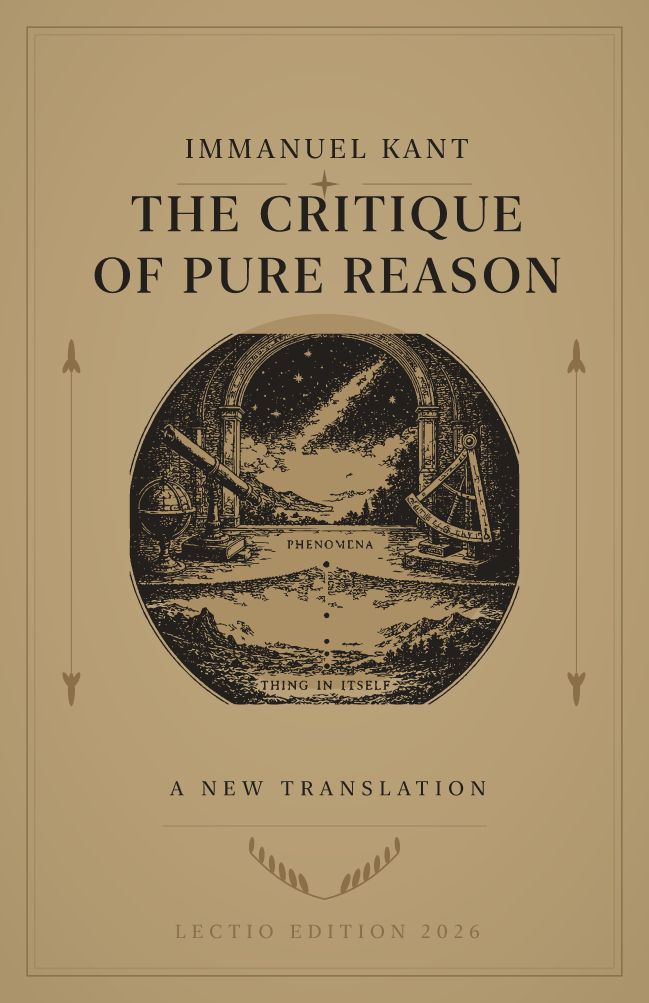 IMMANUEL KANT
THE CRITIQUE
OF PURE REASON
PHENOMENA
THING IN ITSELF
A NEW TRANSLATION
LECTIO EDITION 2026